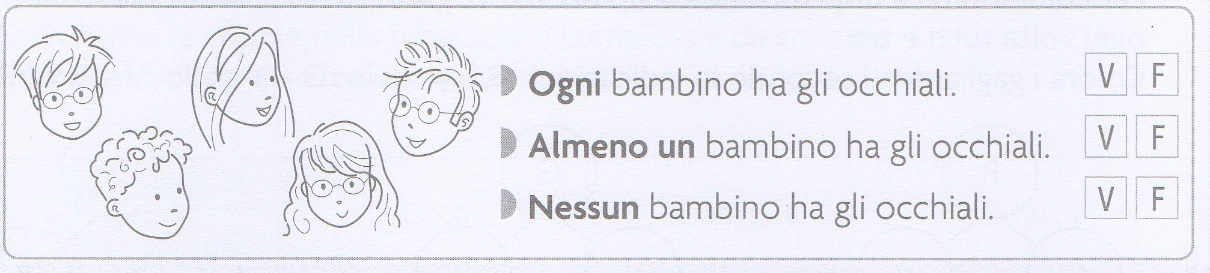 Ogni bambino ha gli occhiali. V F
Almeno un bambino ha gli occhiali. V F
Nessun bambino ha gli occhiali. V F